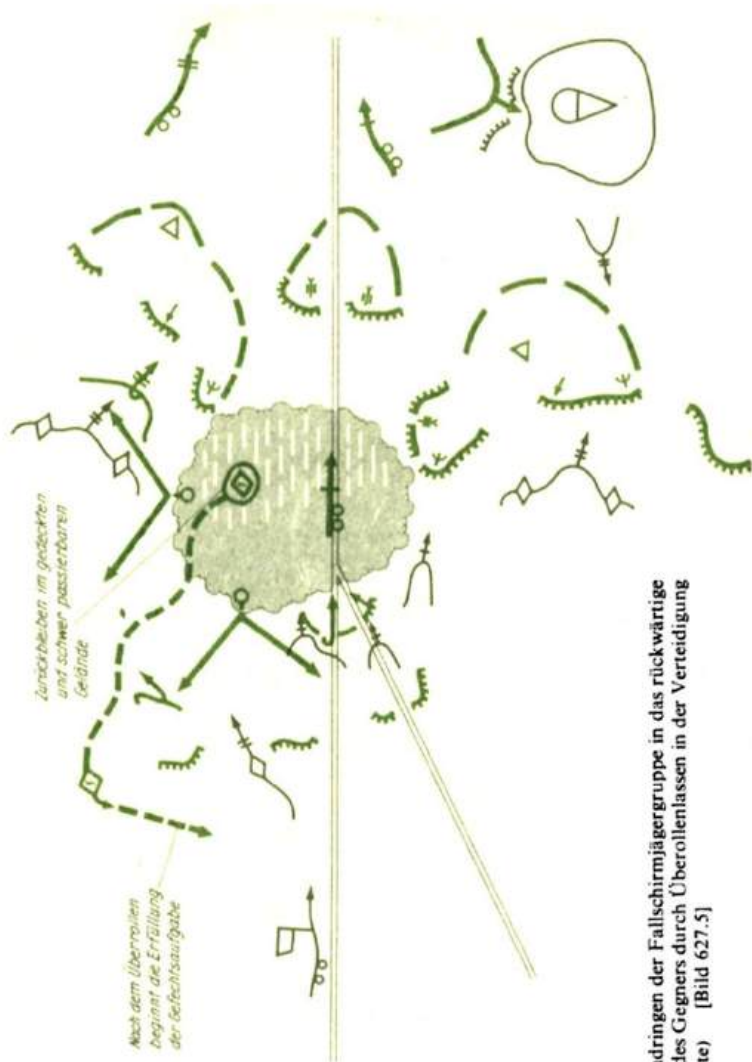 Zurückbleiben im gedeckten
und schwer passierbaren
Gelände
Nach dem Überrollen
beginnt die Erfüllung
der Gefechtsaufgabe
dringen der Fallschirmjägergruppe in das rückwärtige
des Gegners durch Überollenlassen in der Verteidigung
te) [Bild 627.5]